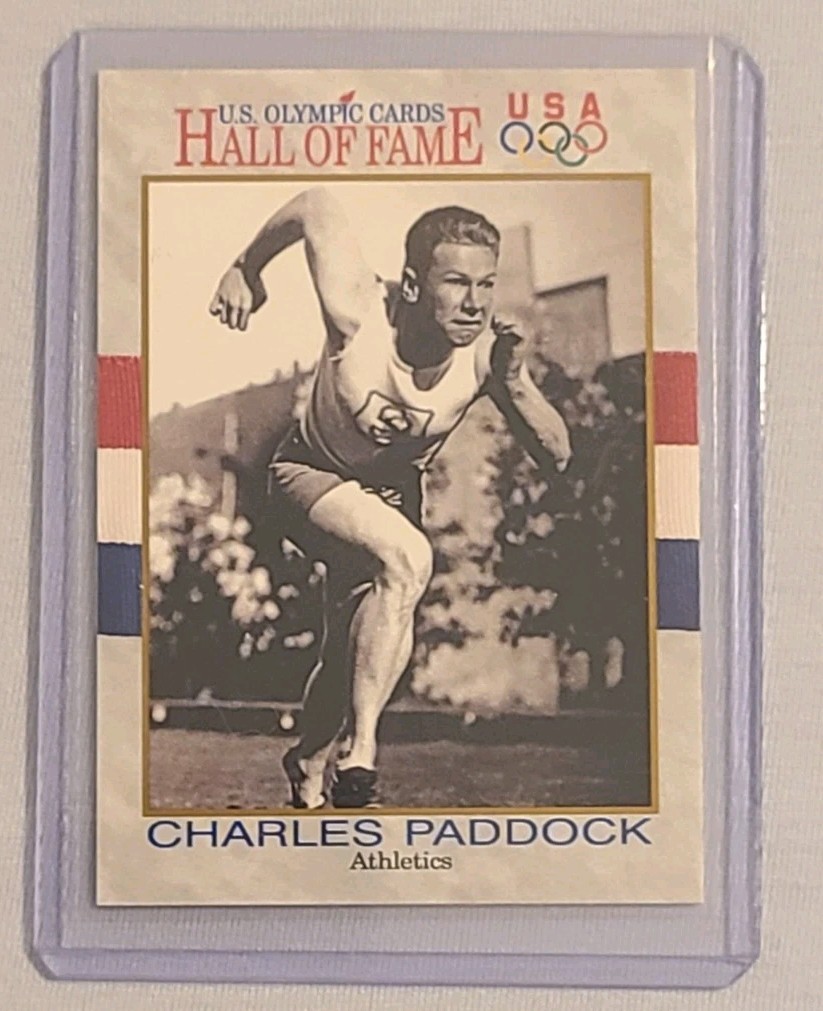 U.S. OLYMPIC CARDS
HALL OF FAME
USA
CHARLES PADDOCK
Athletics